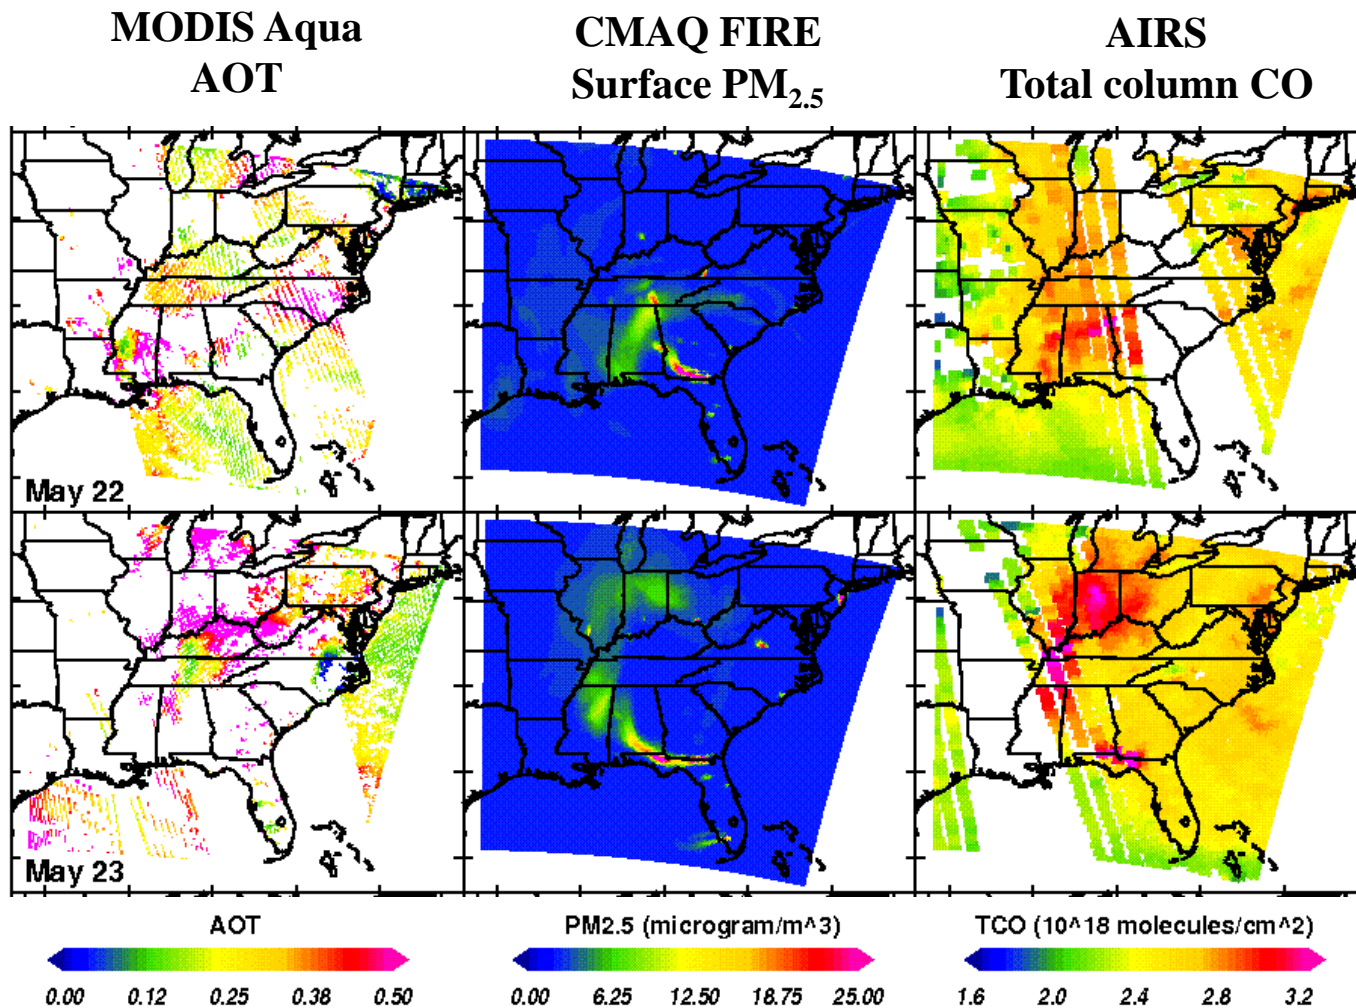 MODIS Aqua
AOT
CMAQ FIRE
Surface PM2.5
AIRS
Total column CO
May 22
May 23
AOT
0.00 0.12 0.25 0.38 0.50
PM2.5 (microgram/m^3)
0.00 6.25 12.50 18.75 25.00
TCO (10^18 molecules/cm^2)
1.6 2.0 2.4 2.8 3.2